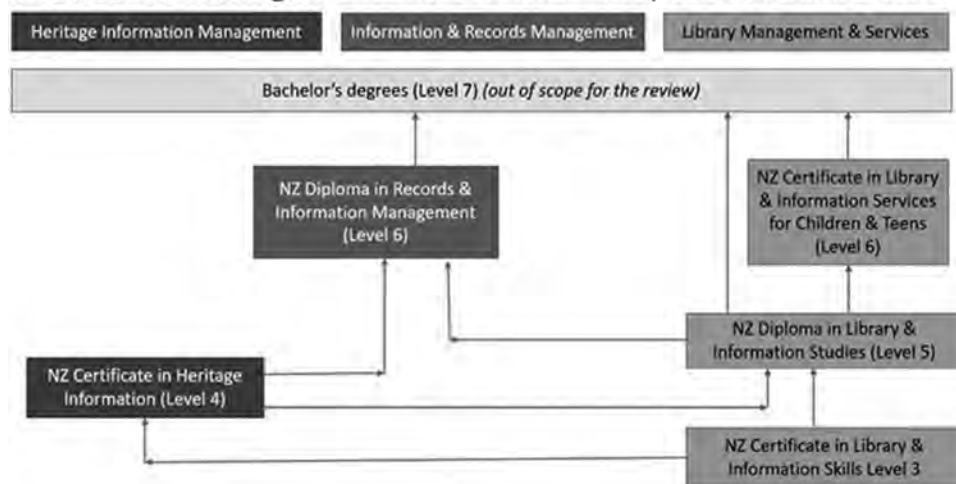 Heritage Information Management
Information & Records Management
Library Management & Services
Bachelor's degrees (Level 7) (out of scope for the review)
NZ Diploma in Records &
Information Management
(Level 6)
NZ Certificate in Library
& Information Services
for Children & Teens
(Level 6)
NZ Diploma in Library &
Information Studies (Level 5)
NZ Certificate in Heritage
Information (Level 4)
NZ Certificate in Library &
Information Skills Level 3